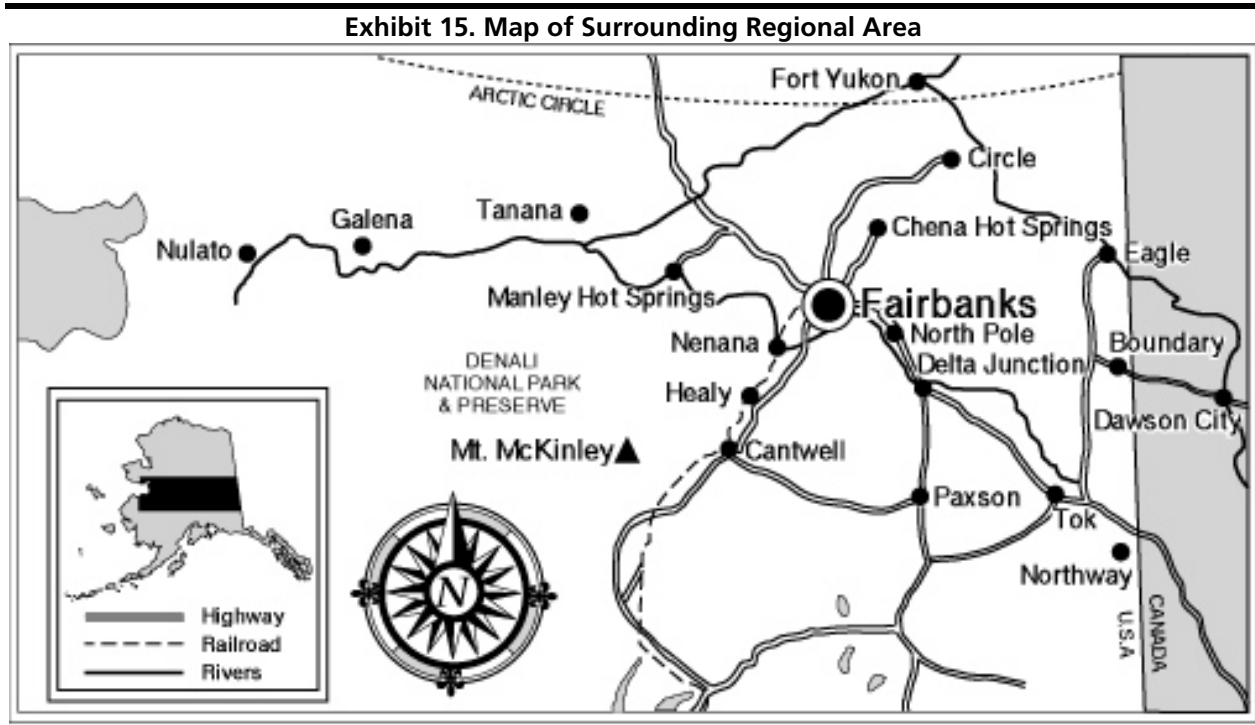 Exhibit 15. Map of Surrounding Regional Area
Fort Yukon
ARCTIC CIRCLE
Circle
Tanana
Galena
Nulato
Chena Hot Springs
Eagle
Manley Hot Springs
Fairbanks
Nenana
North Pole
Boundary
Delta Junction
DENALI
NATIONAL PARK
& PRESERVE
Healy
Dawson City
Mt. McKinley
Cantwell
Paxson
Tok
Northway
U.S.A
CANADA
N
Highway
Railroad
Rivers